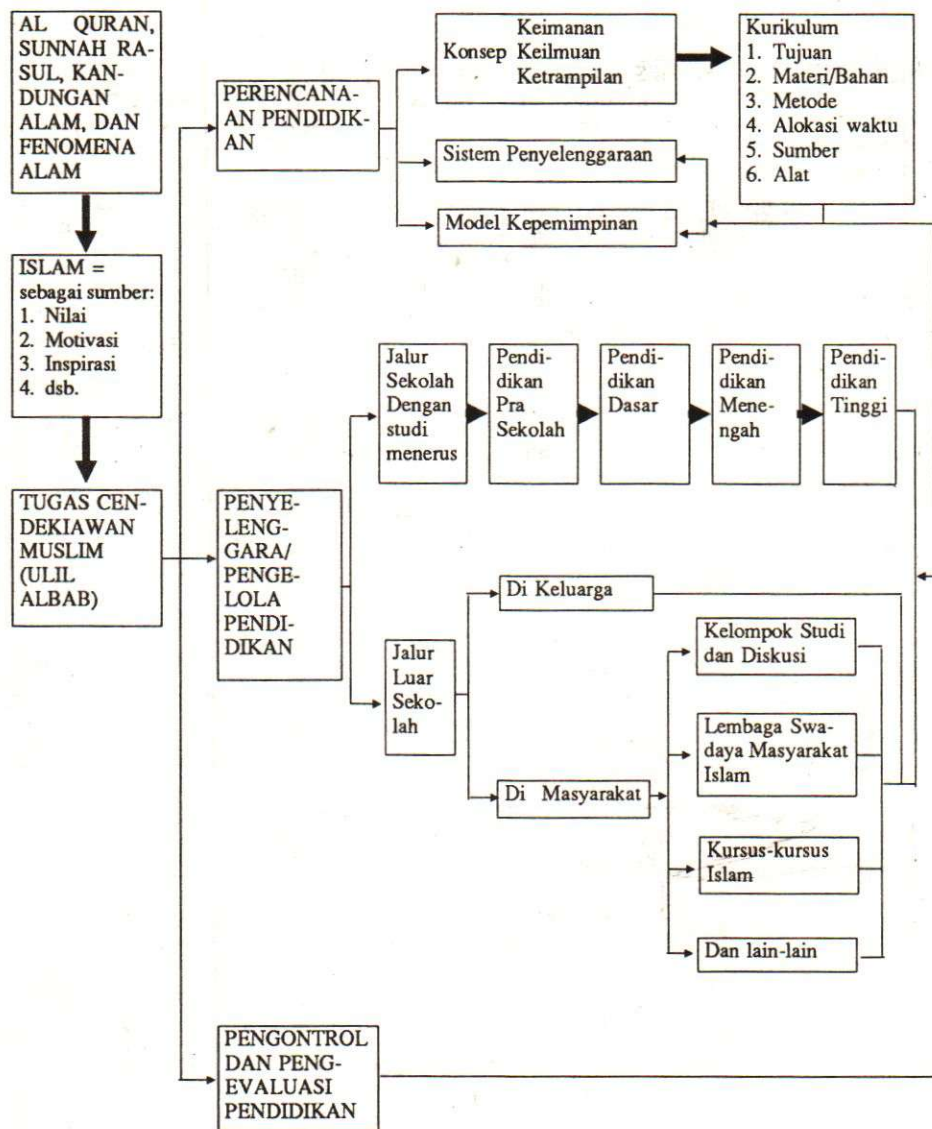 AL QURAN,
SUNNAH RA-
SUL, KAN-
DUNGAN
ALAM, DAN
FENOMENA
ALAM
ISLAM =
sebagai sumber:
1. Nilai
2. Motivasi
3. Inspirasi
4. dsb.
TUGAS CEN-
DEKIAWAN
MUSLIM
(ULIL
ALBAB)
PERENCANA-
AN PENDIDIK-
AN
Keimanan
Konsep Keilmuan
Ketrampilan
Kurikulum
1. Tujuan
2. Materi/Bahan
3. Metode
4. Alokasi waktu
5. Sumber
6. Alat
Sistem Penyelenggaraan
Model Kepemimpinan
PENYE-
LENG-
GARA/
PENGE-
LOLA
PENDI-
DIKAN
Jalur
Sekolah
Dengan
studi
menerus
Pendi-
dikan
Pra
Sekolah
Pendi-
dikan
Dasar
Pendi-
dikan
Mene-
ngah
Pendi-
dikan
Tinggi
Jalur
Luar
Seko-
lah
Di Keluarga
Di Masyarakat
Kelompok Studi
dan Diskusi
Lembaga Swa-
daya Masyarakat
Islam
Kursus-kursus
Islam
Dan lain-lain
PENGONTROL
DAN PENG-
EVALUASI
PENDIDIKAN